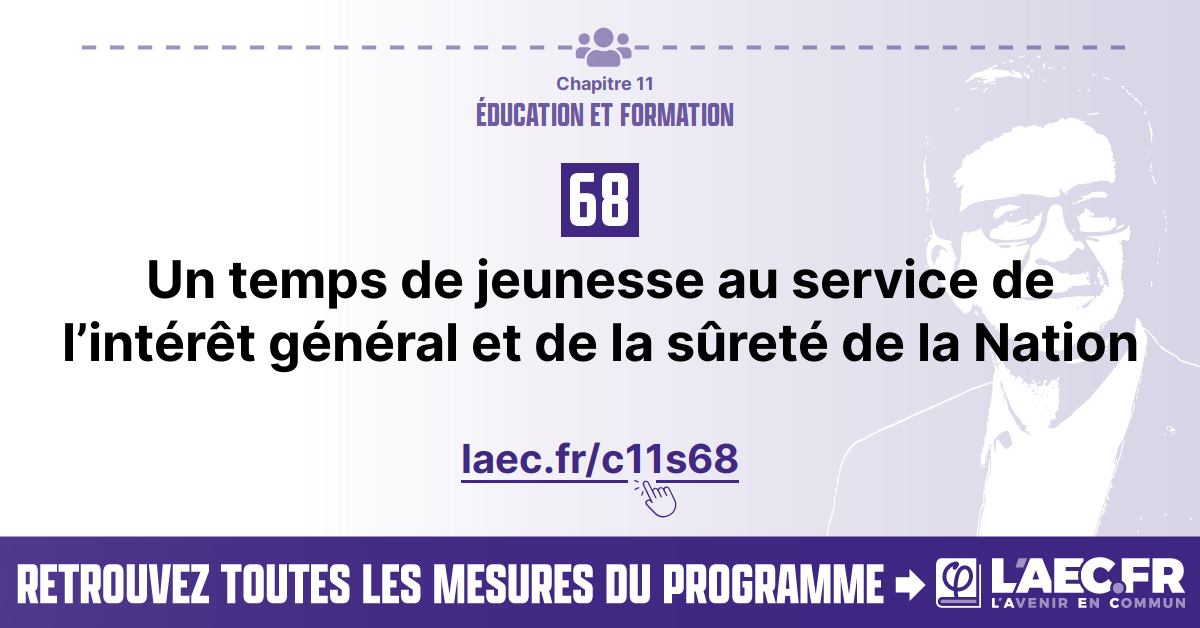 Chapitre 11
ÉDUCATION ET FORMATION
68
Un temps de jeunesse au service de
l’intérêt général et de la sûreté de la Nation
laec.fr/c11s68
RETROUVEZ TOUTES LES MESURES DU PROGRAMME
L'AEC.FR
L'AVENIR EN COMMUN